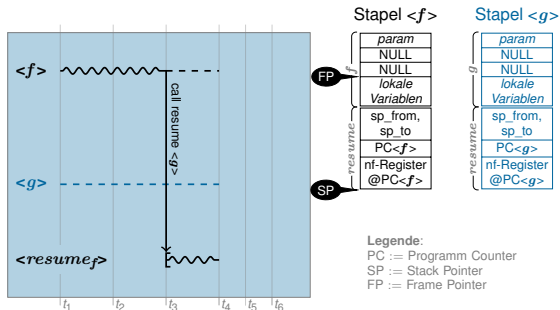 Stapel <f>
Stapel <g>
<f>
call resume <g>
<g>
<resume_f>
t1
t2
t3
t4
t5
t6
FP
SP
f
resume
param
NULL
NULL
lokale
Variablen
sp_from,
sp_to
PC<f>
nf-Register
@PC<f>
g
resume
param
NULL
NULL
lokale
Variablen
sp_from,
sp_to
PC<g>
nf-Register
@PC<g>
Legende:
PC := Programm Counter
SP := Stack Pointer
FP := Frame Pointer